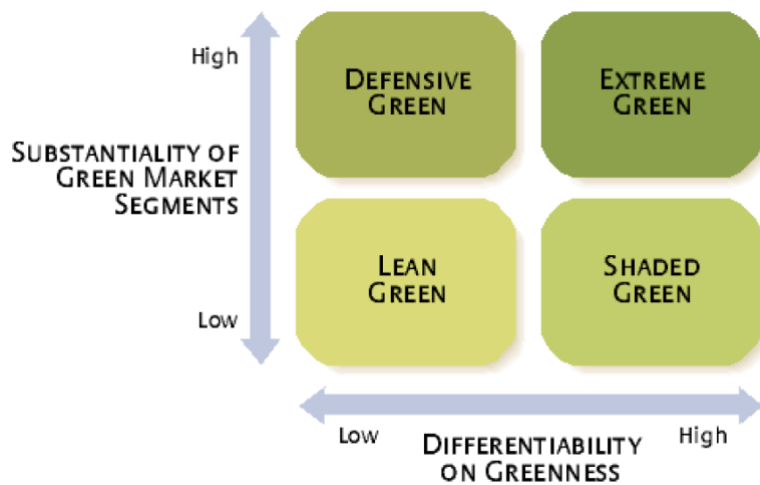 High
DEFENSIVE
GREEN
EXTREME
GREEN
SUBSTANTIALITY OF
GREEN MARKET
SEGMENTS
LEAN
GREEN
SHADED
GREEN
Low
Low
High
DIFFERENTIABILITY
ON GREENNESS